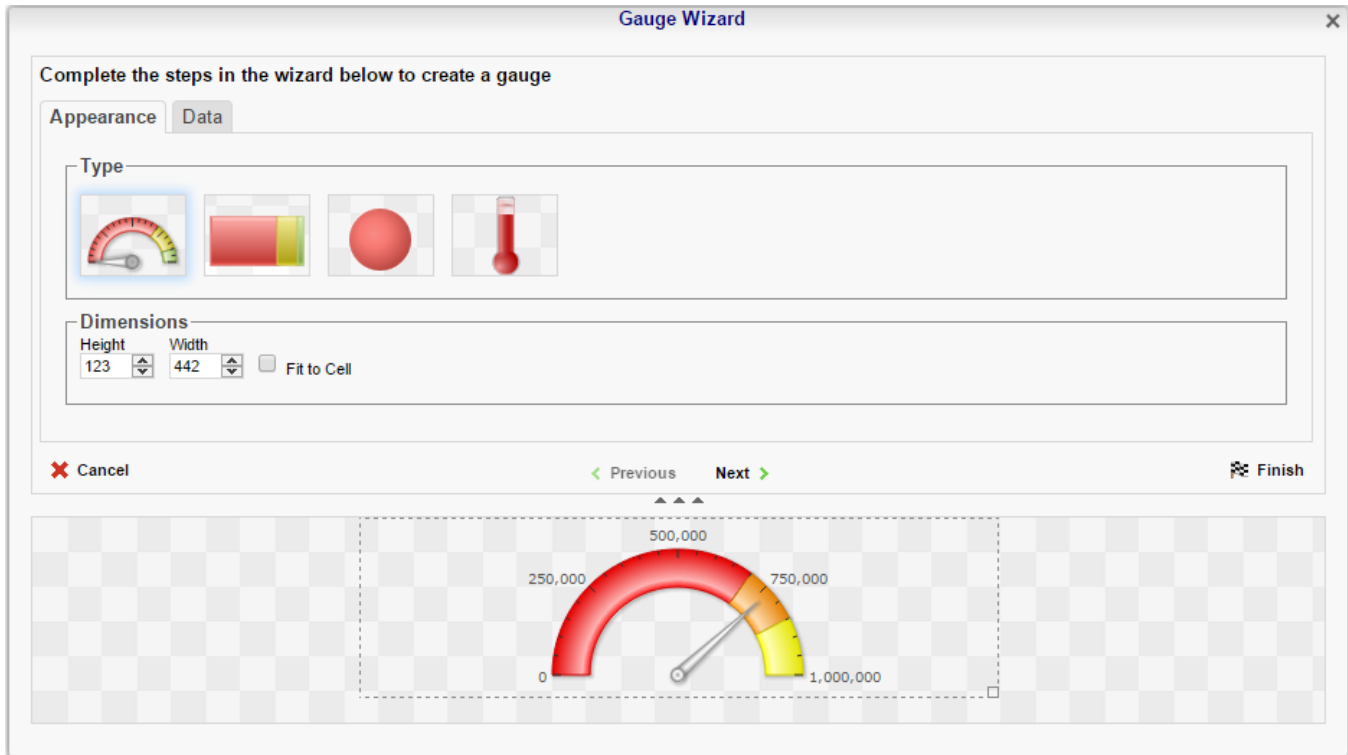 Gauge Wizard
Complete the steps in the wizard below to create a gauge
Appearance Data
Type
Dimensions
Height Width
123 442 Fit to Cell
Cancel Previous Next Finish
500,000
250,000 750,000
0 1,000,000